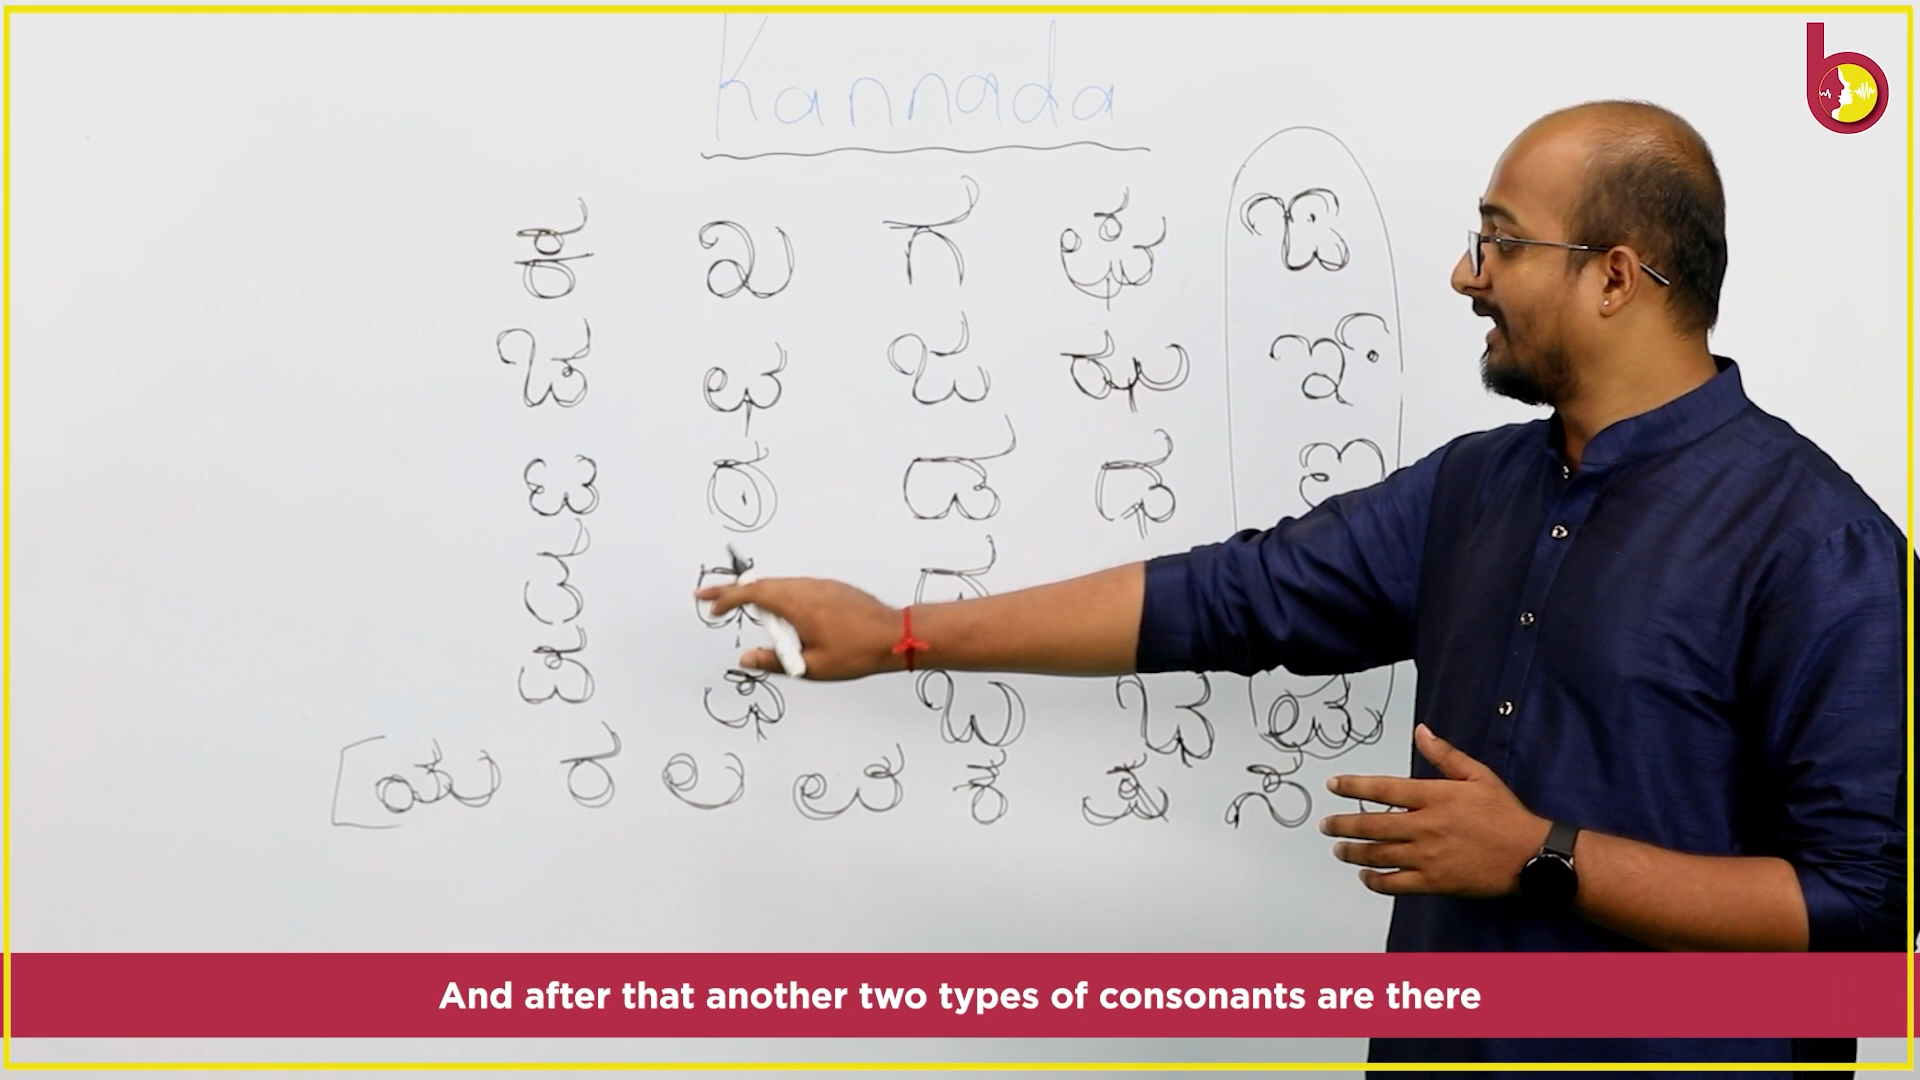 Kannada
ಕ ಖ ಗ ಘ ಙ
ಚ ಛ ಜ ಝ ಞ
ಟ ಠ ಡ ಢ ಣ
ತ ಥ ದ
ಪ ಫ ಬ ಭ ಮ
[ಯ ರ ಲ ವ ಶ ಷ ಸ
And after that another two types of consonants are there